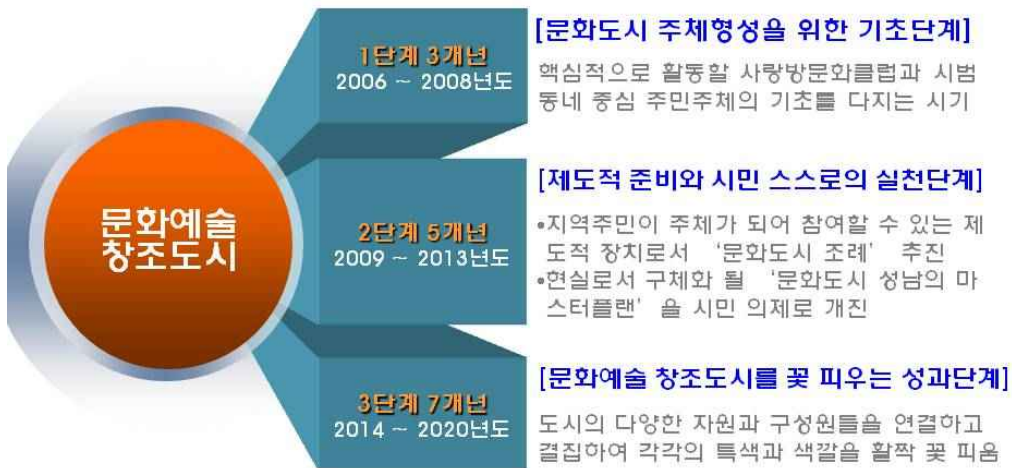 문화예술
창조도시
1단계 3개년
2006 ~ 2008년도
[문화도시 주체형성을 위한 기초단계]
핵심적으로 활동할 사랑방문화클럽과 시범
동네 중심 주민주체의 기초를 다지는 시기
2단계 5개년
2009 ~ 2013년도
[제도적 준비와 시민 스스로의 실천단계]
•지역주민이 주체가 되어 참여할 수 있는 제
도적 장치로서 ‘문화도시 조례’ 추진
•현실로서 구체화 될 ‘문화도시 성남의 마
스터플랜’ 을 시민 의제로 개진
3단계 7개년
2014 ~ 2020년도
[문화예술 창조도시를 꽃 피우는 성과단계]
도시의 다양한 자원과 구성원들을 연결하고
결집하여 각각의 특색과 색깔을 활짝 꽃 피움